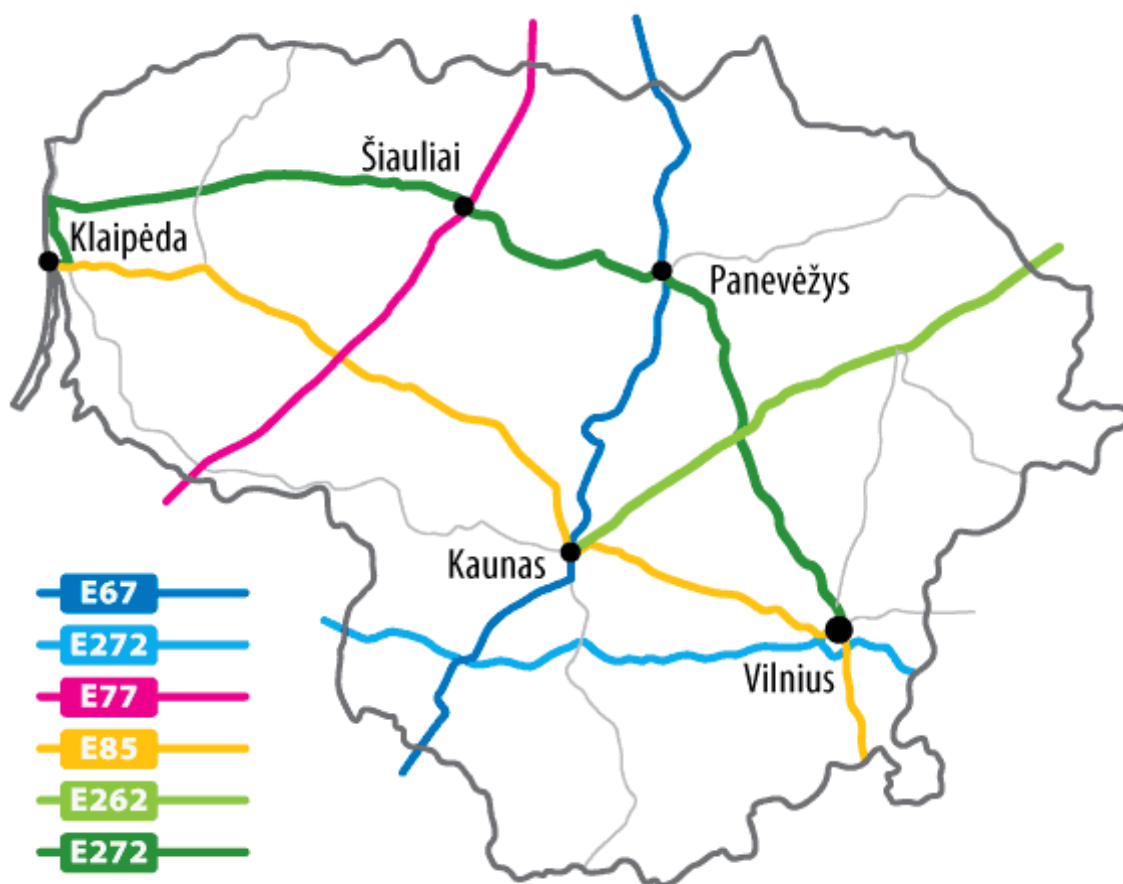 Šiauliai
Klaipėda
Panevėžys
Kaunas
Vilnius
E67
E272
E77
E85
E262
E272